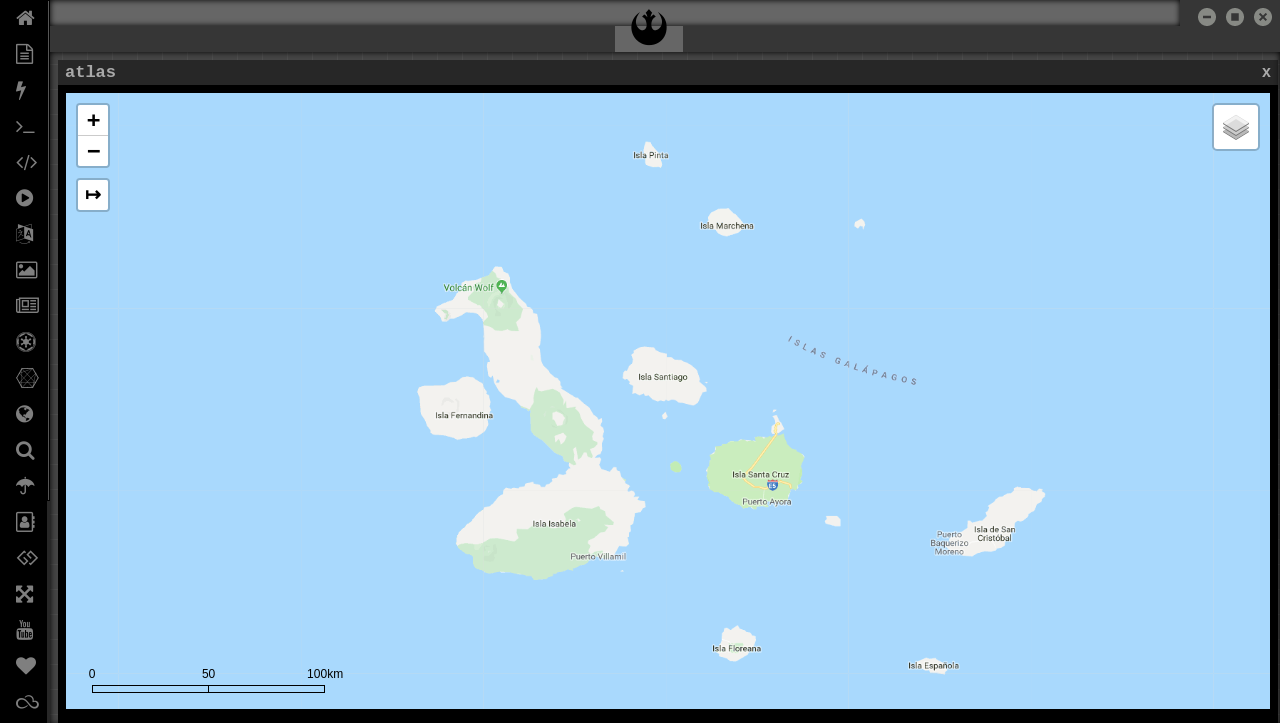 atlas
x
+
−
↦
Isla Pinta
Isla Marchena
Volcán Wolf
ISLAS GALÁPAGOS
Isla Santiago
Isla Fernandina
Isla Santa Cruz
Puerto Ayora
Isla Isabela
Puerto Villamil
Isla de San
Cristóbal
Puerto
Baquerizo
Moreno
Isla Floreana
Isla Española
0 50 100km